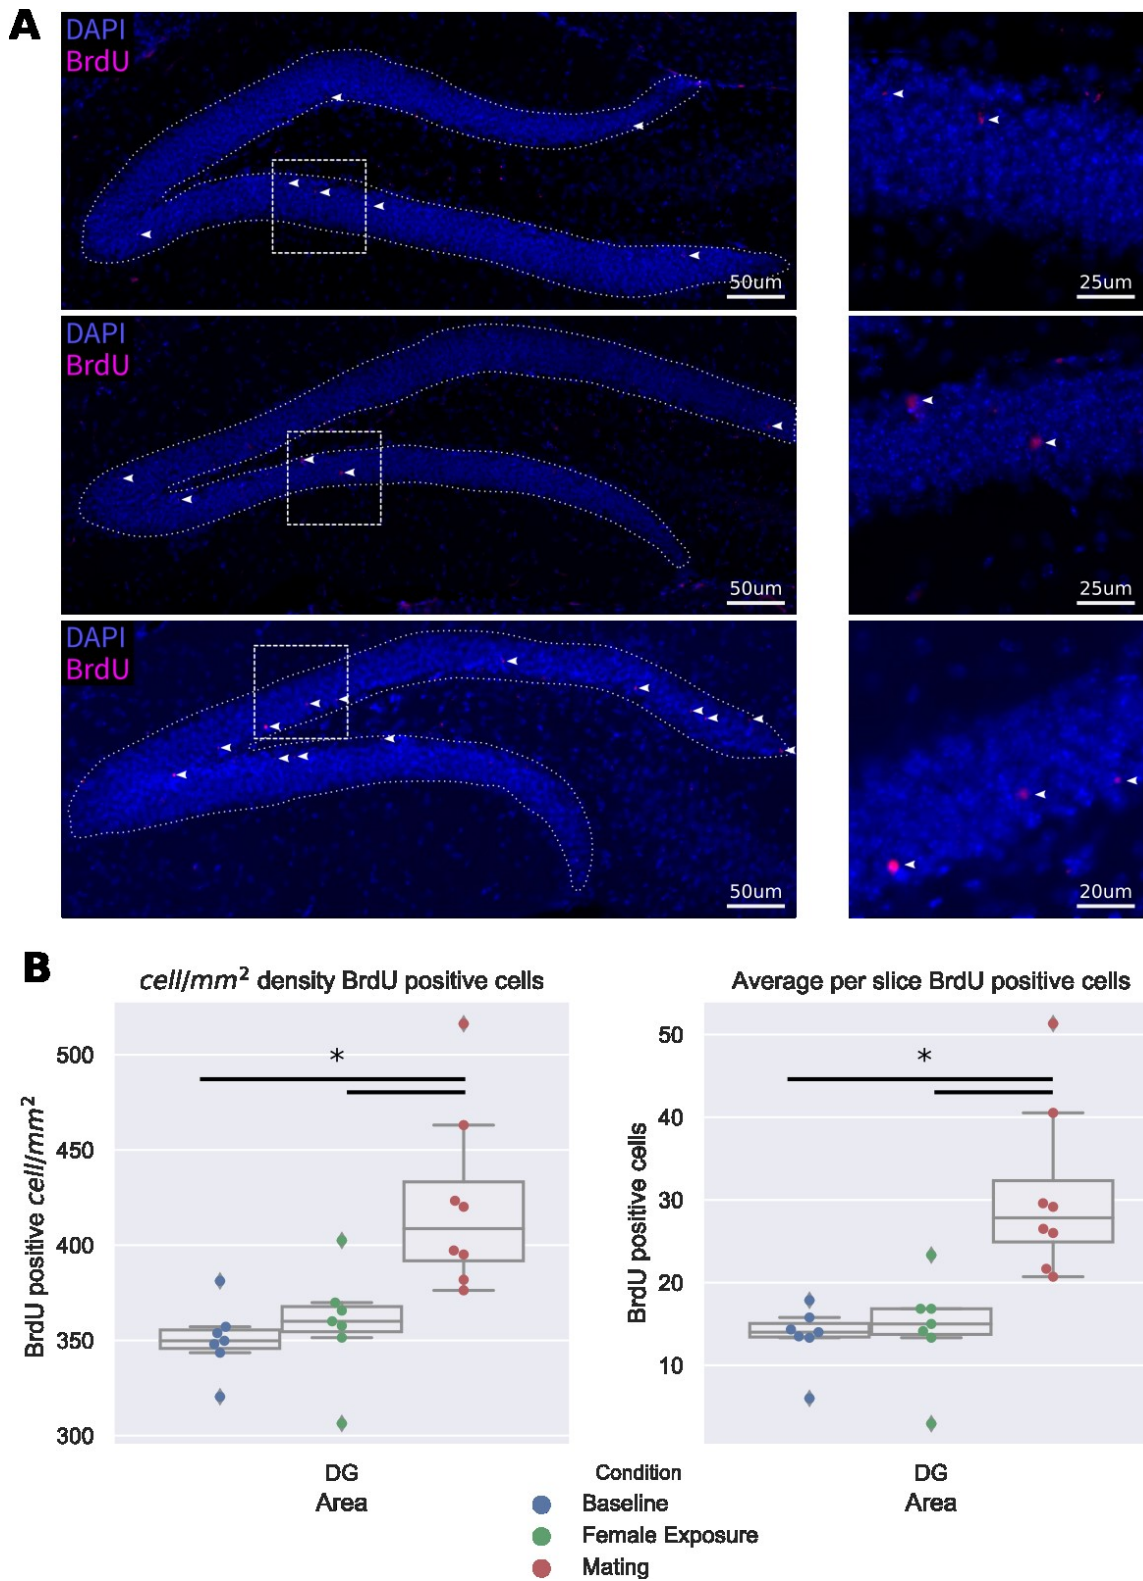 A
DAPI
BrdU
50um
25um
DAPI
BrdU
50um
25um
DAPI
BrdU
50um
20um
B
cell/mm² density BrdU positive cells
BrdU positive cell/mm²
500
450
400
350
300
*
DG
Area
Average per slice BrdU positive cells
BrdU positive cells
50
40
30
20
10
*
DG
Area
Condition
Baseline
Female Exposure
Mating